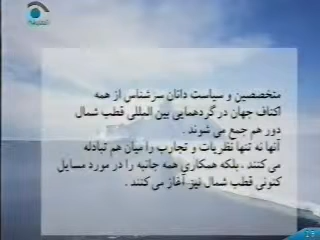 متخصصین و سیاست دانان سرشناس از همه
اکناف جهان در گردهمایی بین المللی قطب شمال
دور هم جمع می شوند .
آنها نه تنها نظریات و تجارب را میان هم تبادله
می کنند ، بلکه همکاری همه جانبه را در مورد مسایل
کنونی قطب شمال نیز آغاز می کنند .